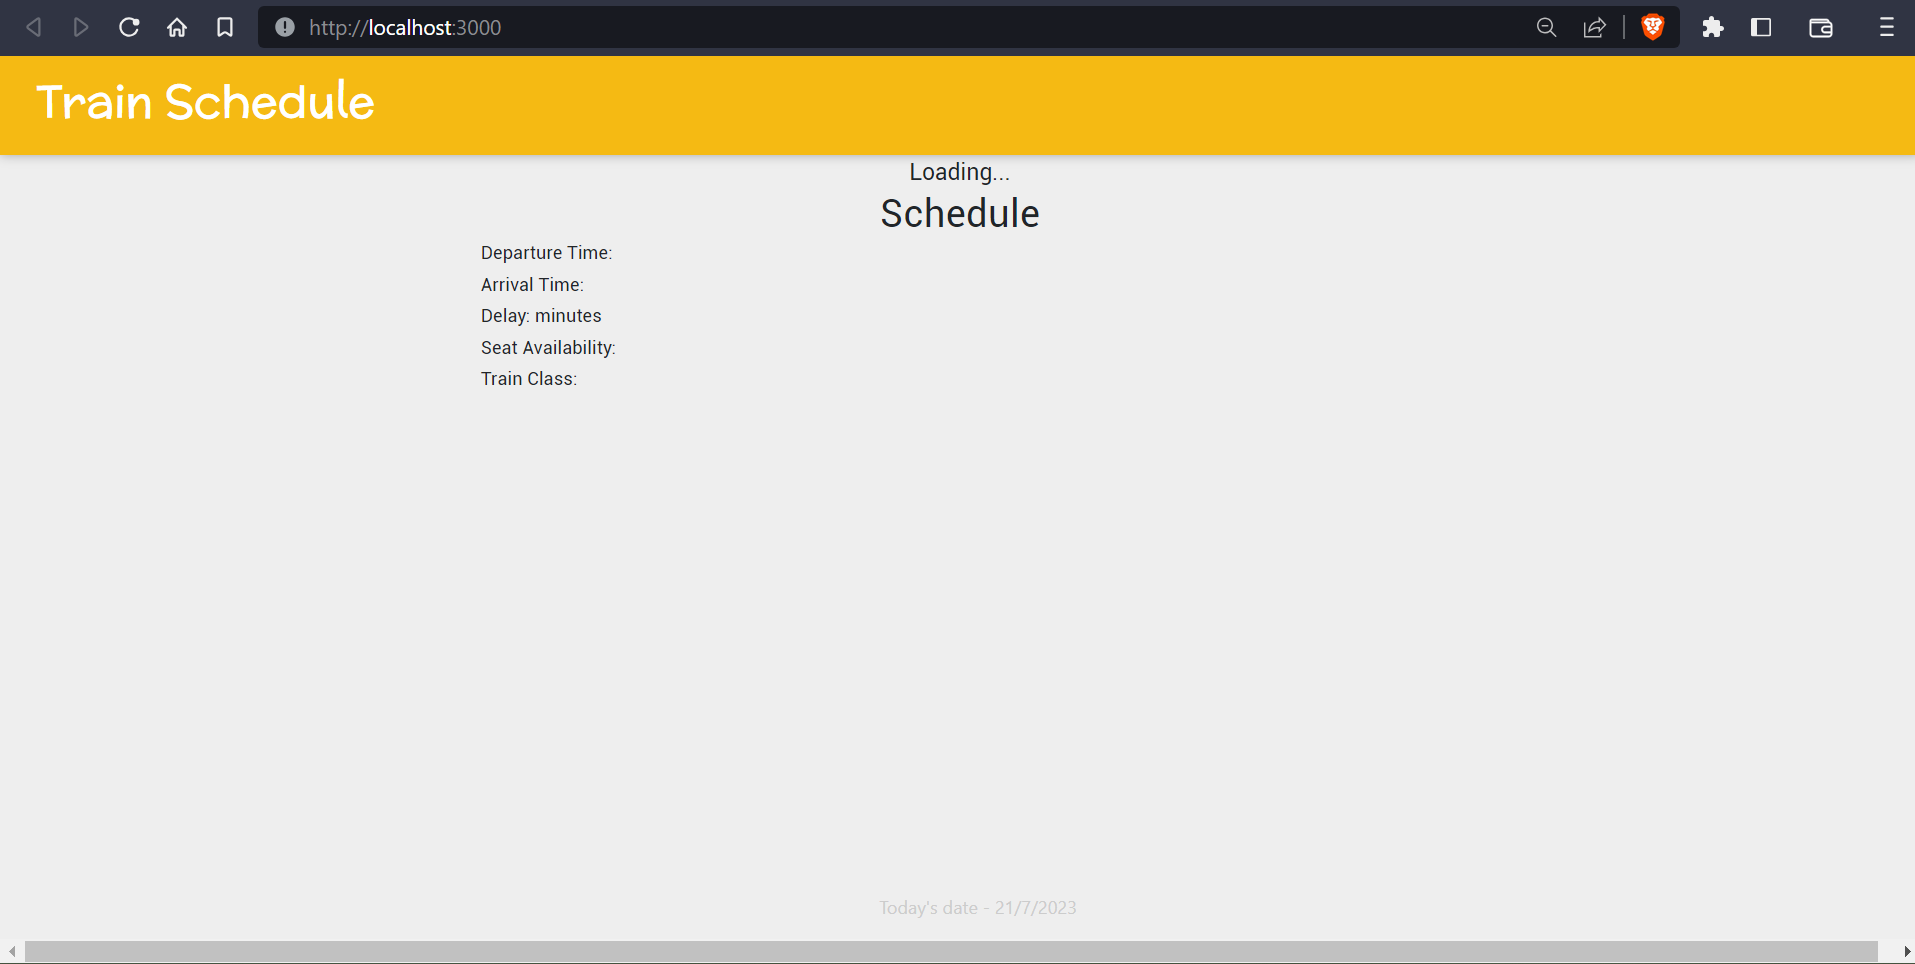 http://localhost:3000
Train Schedule
Loading...
Schedule
Departure Time:
Arrival Time:
Delay: minutes
Seat Availability:
Train Class:
Today's date - 21/7/2023